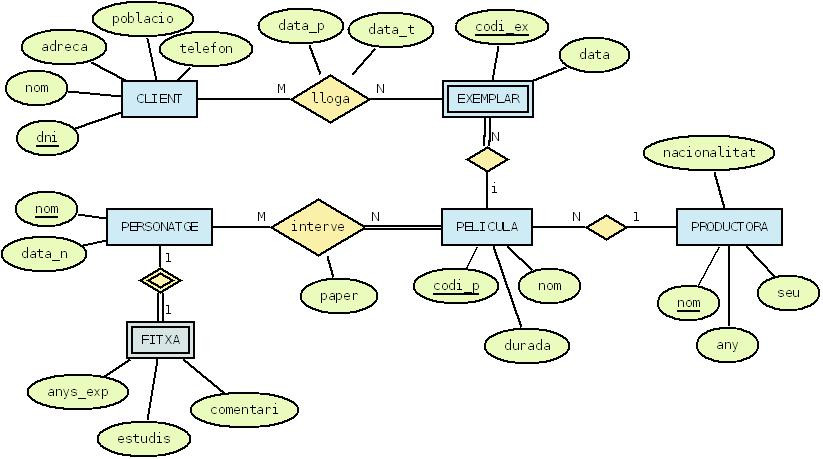 poblacio
adreca
telefon
nom
CLIENT
dni
data_p
data_t
M
lloga
N
codi_ex
data
EXEMPLAR
N
i
nacionalitat
nom
data_n
PERSONATGE
M
interve
N
PELICULA
N
1
PRODUCTORA
paper
codi_p
nom
durada
nom
seu
any
1
1
FITXA
anys_exp
estudis
comentari